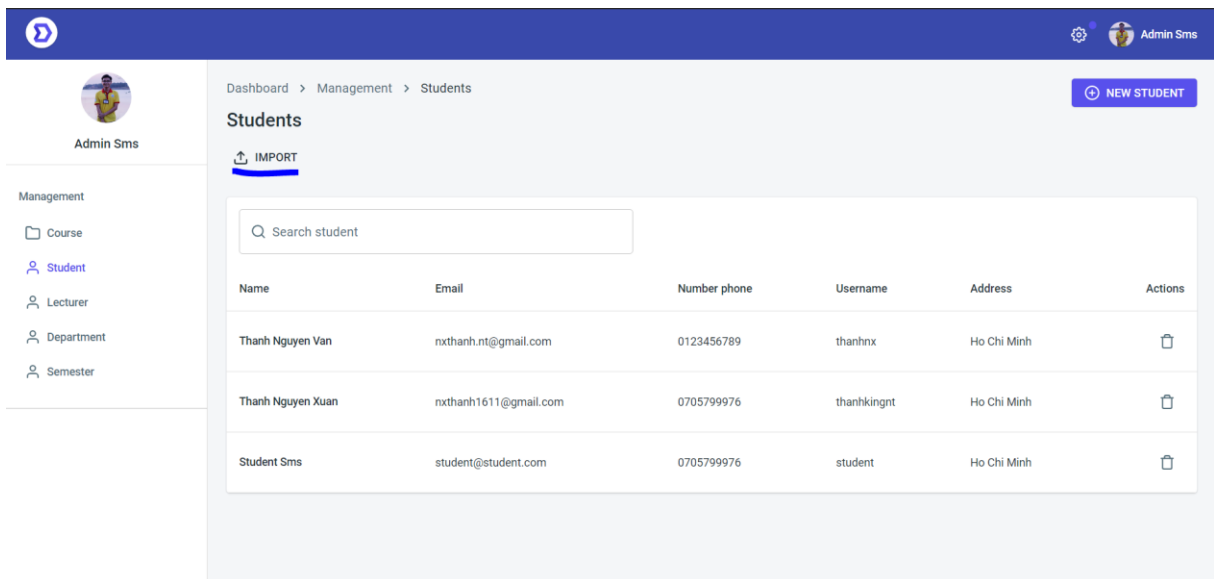 Admin Sms
Admin Sms
Management
Course
Student
Lecturer
Department
Semester
Dashboard > Management > Students
NEW STUDENT
Students
IMPORT
Search student
Name Email Number phone Username Address Actions
Thanh Nguyen Van nxthanh.nt@gmail.com 0123456789 thanhnx Ho Chi Minh
Thanh Nguyen Xuan nxthanh1611@gmail.com 0705799976 thanhkingnt Ho Chi Minh
Student Sms student@student.com 0705799976 student Ho Chi Minh